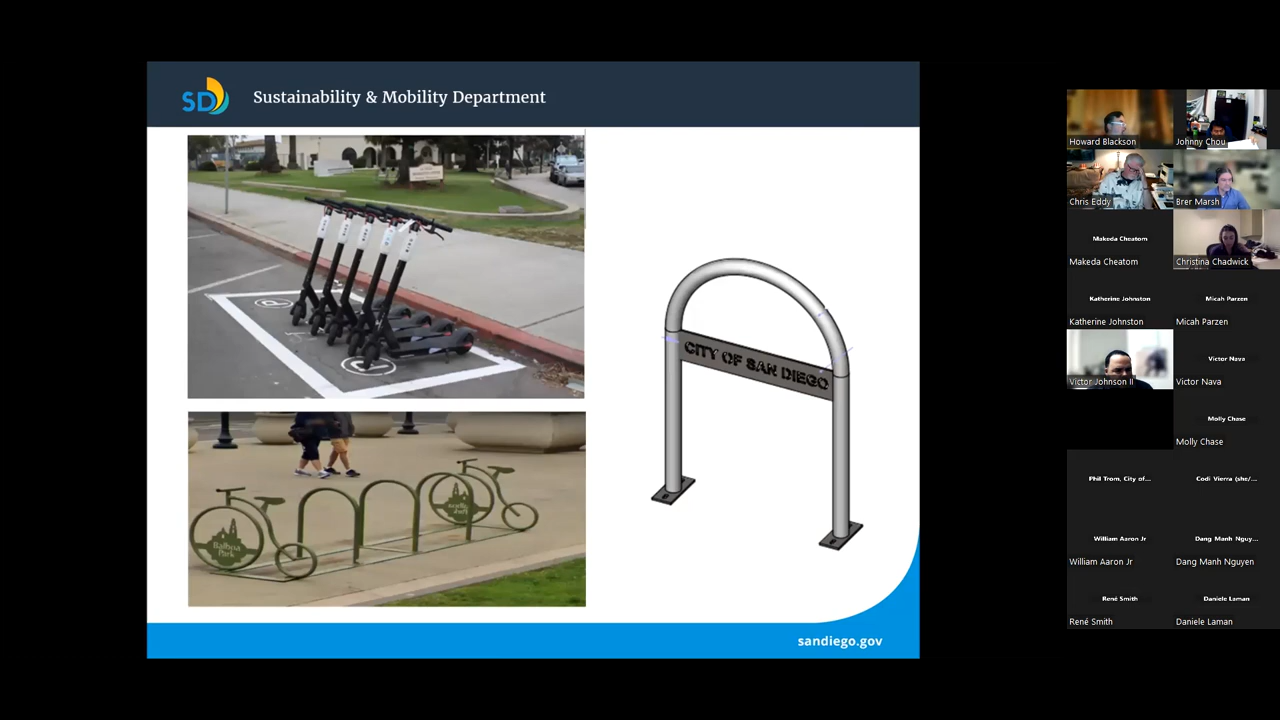 SD
Sustainability & Mobility Department
CITY OF SAN DIEGO
Balboa
Park
sandiego.gov
Howard Blackson
Johnny Chou
Chris Eddy
Brer Marsh
Makeda Cheatom
Makeda Cheatom
Christina Chadwick
Katherine Johnston
Katherine Johnston
Micah Parzen
Micah Parzen
Victor Johnson II
Victor Nava
Victor Nava
Molly Chase
Molly Chase
Phil Trom, City of...
Codi Vierra (she/...
William Aaron Jr
William Aaron Jr
Dang Manh Nguy...
Dang Manh Nguyen
René Smith
René Smith
Daniele Laman
Daniele Laman